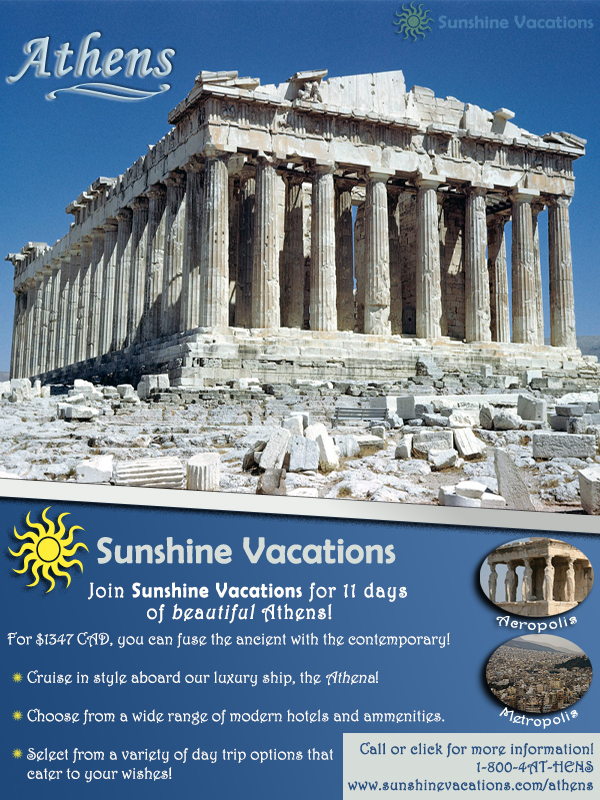 Sunshine Vacations
Athens
Sunshine Vacations
Join Sunshine Vacations for 11 days
of beautiful Athens!
For $1347 CAD, you can fuse the ancient with the contemporary!
Cruise in style aboard our luxury ship, the Athena!
Choose from a wide range of modern hotels and ammenities.
Select from a variety of day trip options that
cater to your wishes!
Acropolis
Metropolis
Call or click for more information!
1-800-4AT-HENS
www.sunshinevacations.com/athens